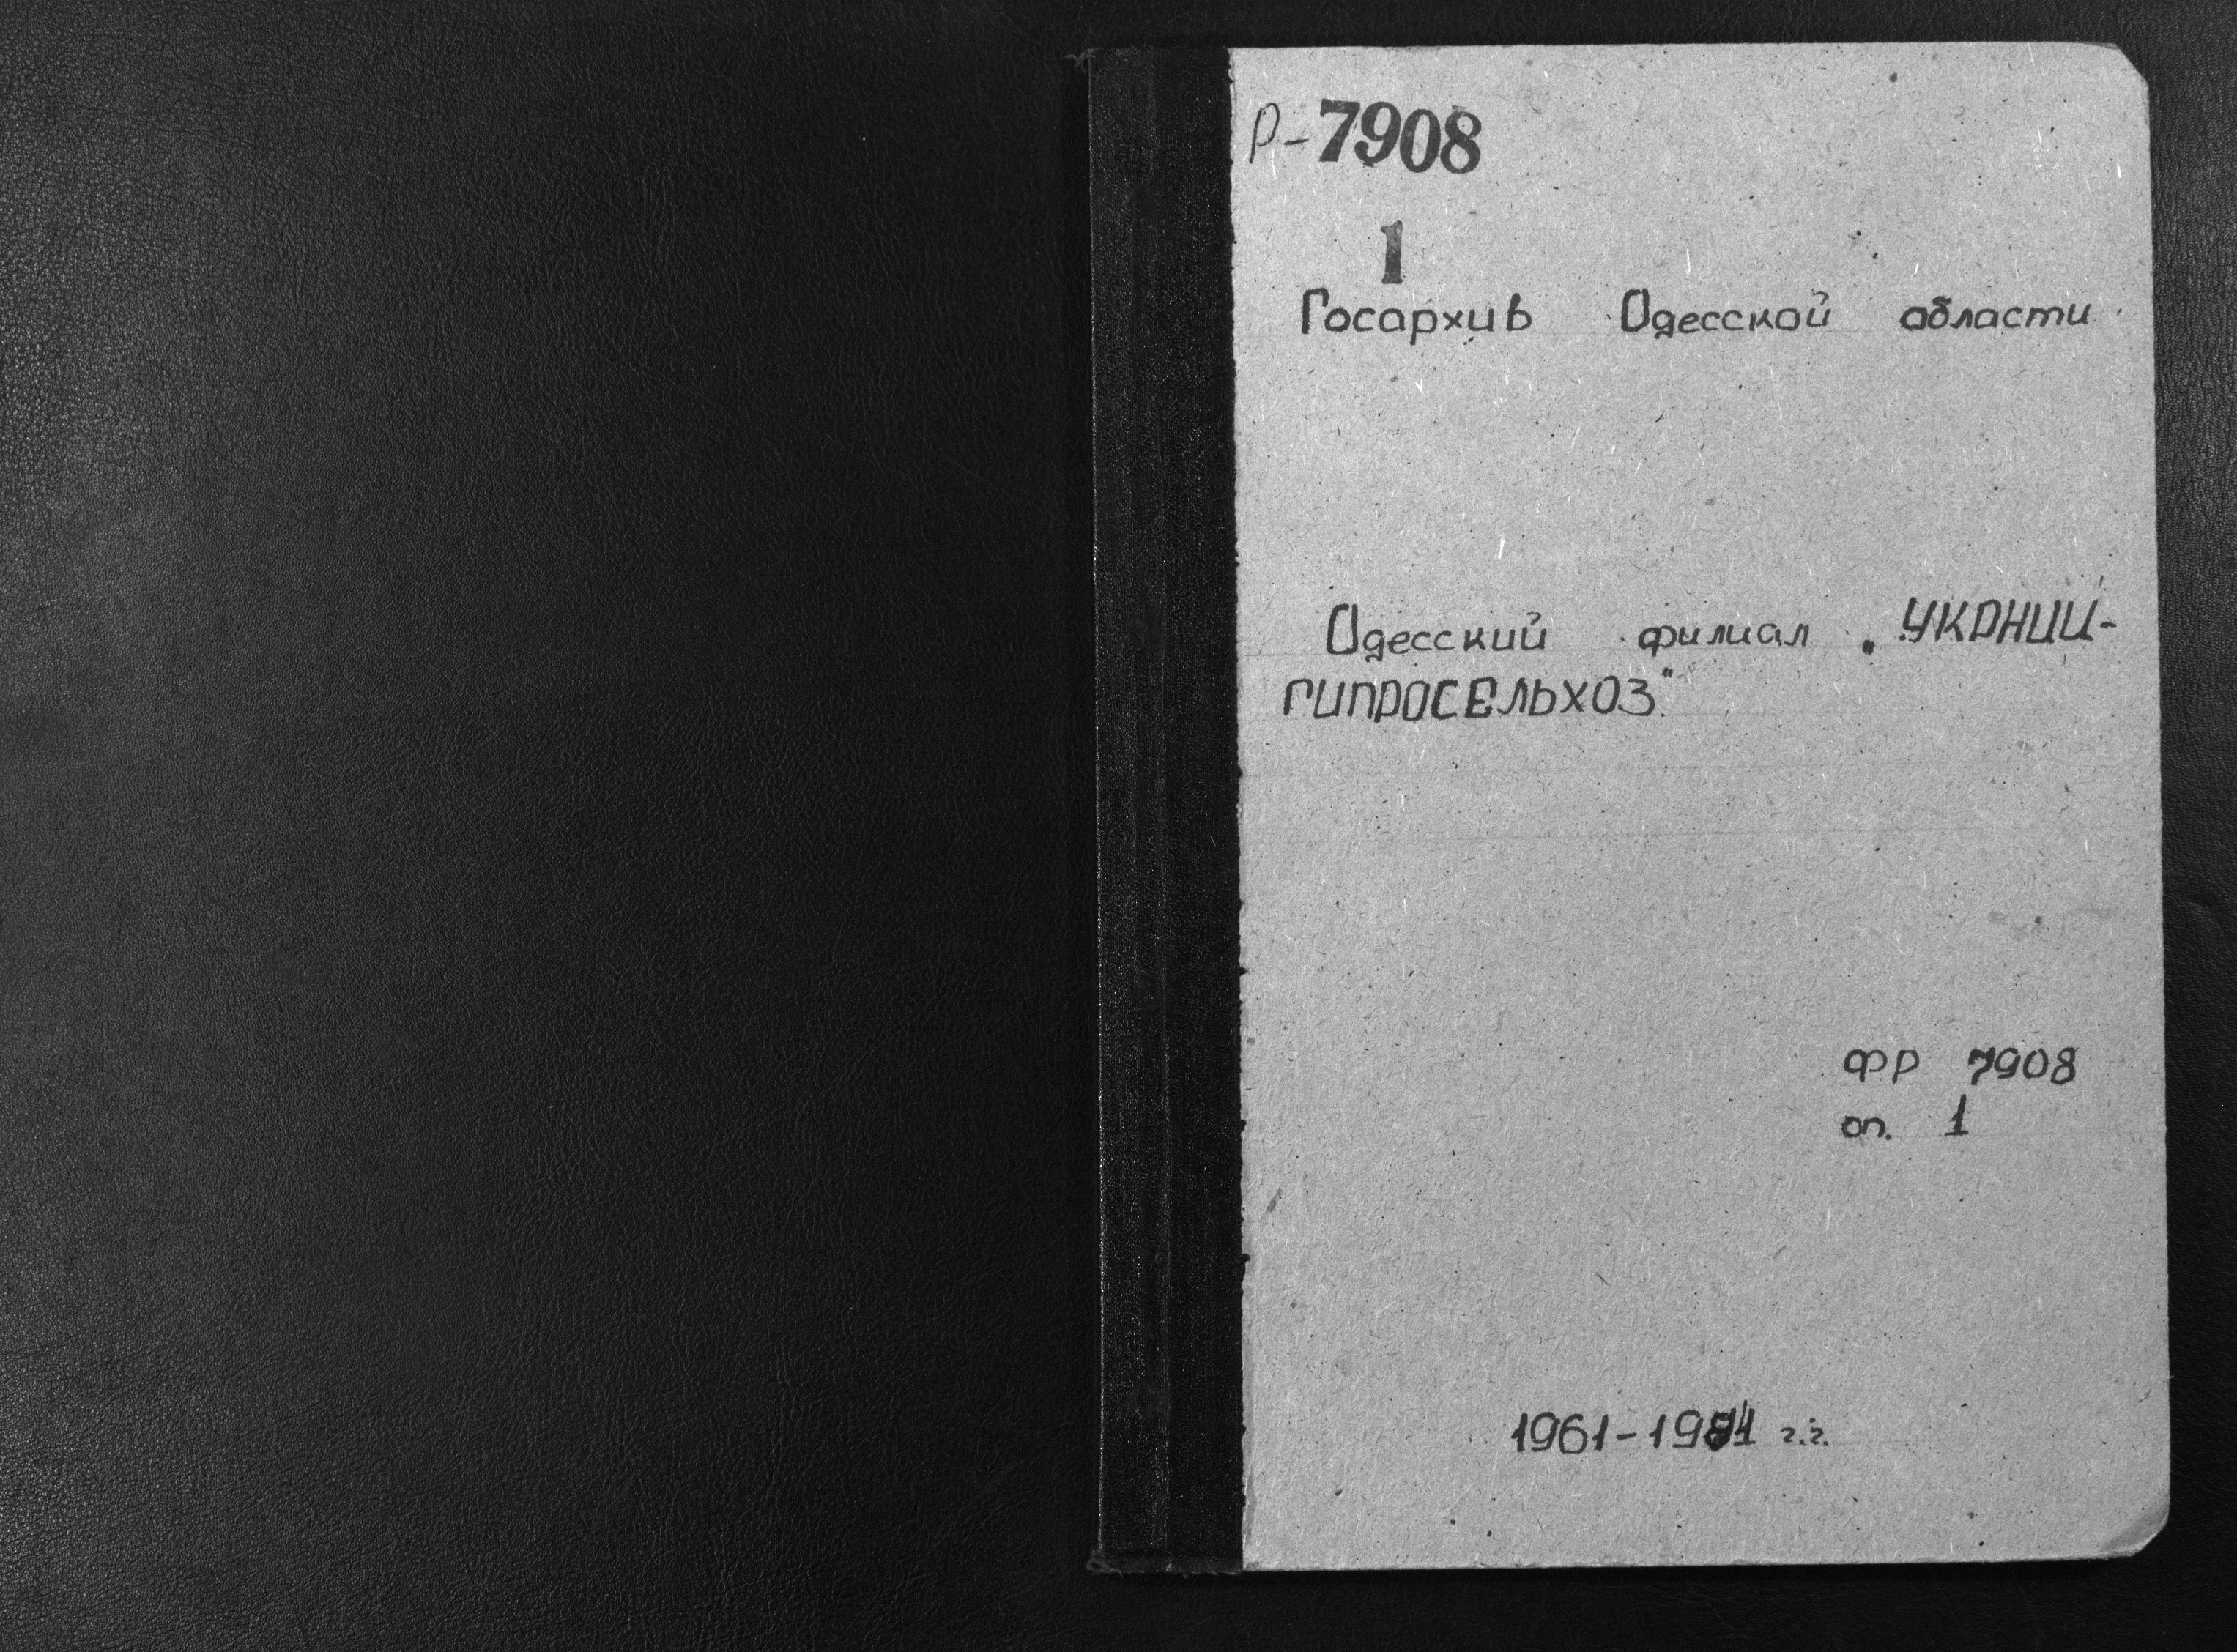 Р-7908
1
Госархив Одесской области
Одесский филиал „УКРНИИ-
ГИПРОСЕЛЬХОЗ"
ФР 7908
оп. 1
г.г.